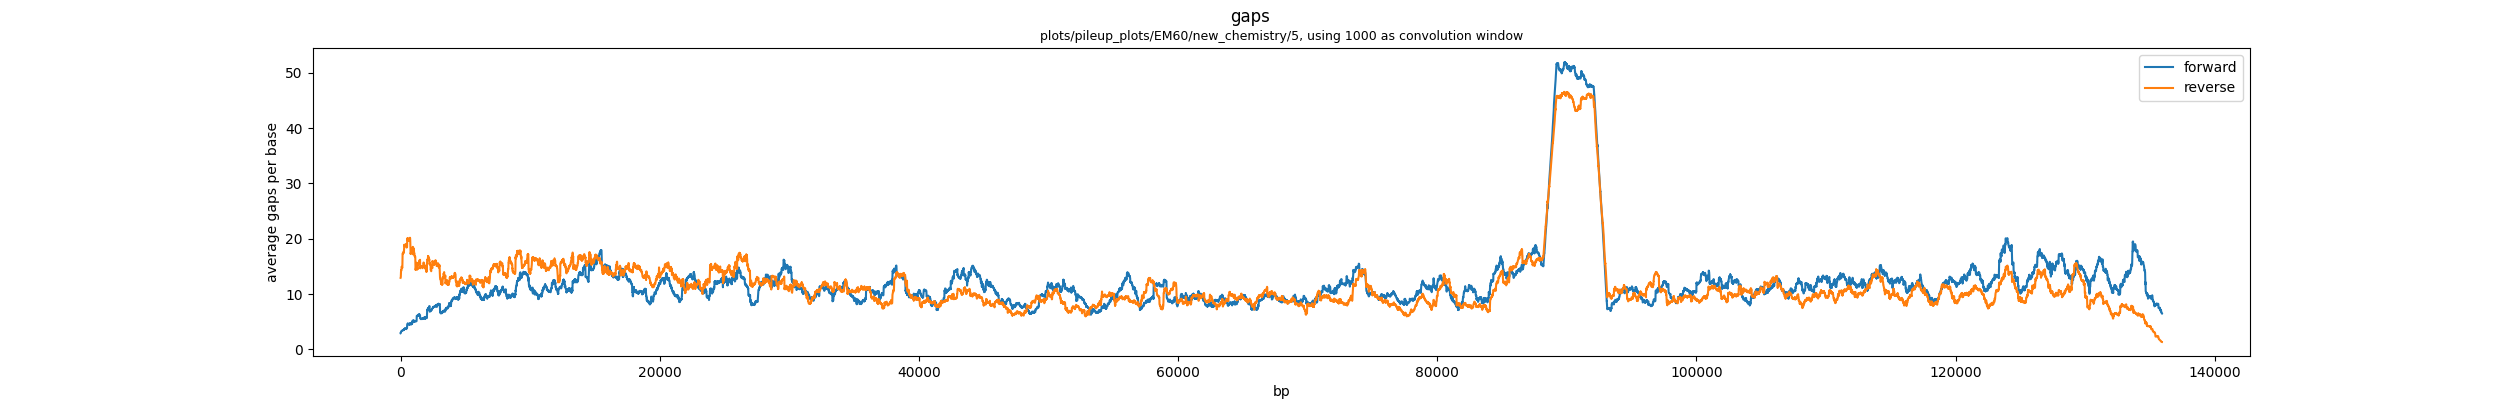 gaps
plots/pileup_plots/EM60/new_chemistry/5, using 1000 as convolution window
forward
reverse
average gaps per base
50
40
30
20
10
0
0 20000 40000 60000 80000 100000 120000 140000
bp